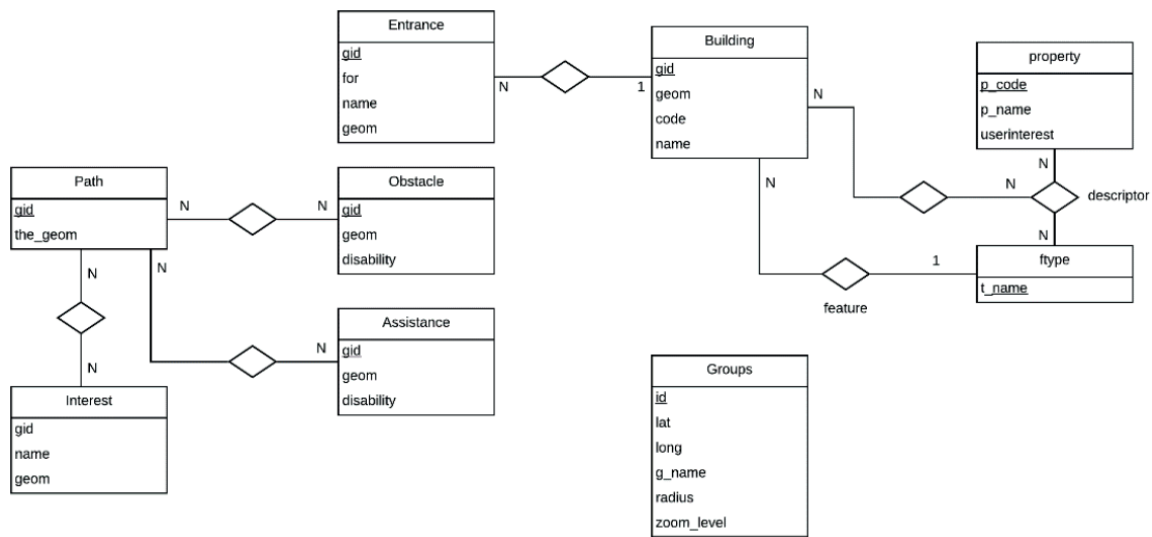 Entrance
gid
for
name
geom
N
1
Building
gid
geom
code
name
N
N
property
p_code
p_name
userinterest
N
N
descriptor
N
ftype
t_name
1
feature
Path
gid
the_geom
N
N
Obstacle
gid
geom
disability
N
N
N
Assistance
gid
geom
disability
N
Interest
gid
name
geom
Groups
id
lat
long
g_name
radius
zoom_level